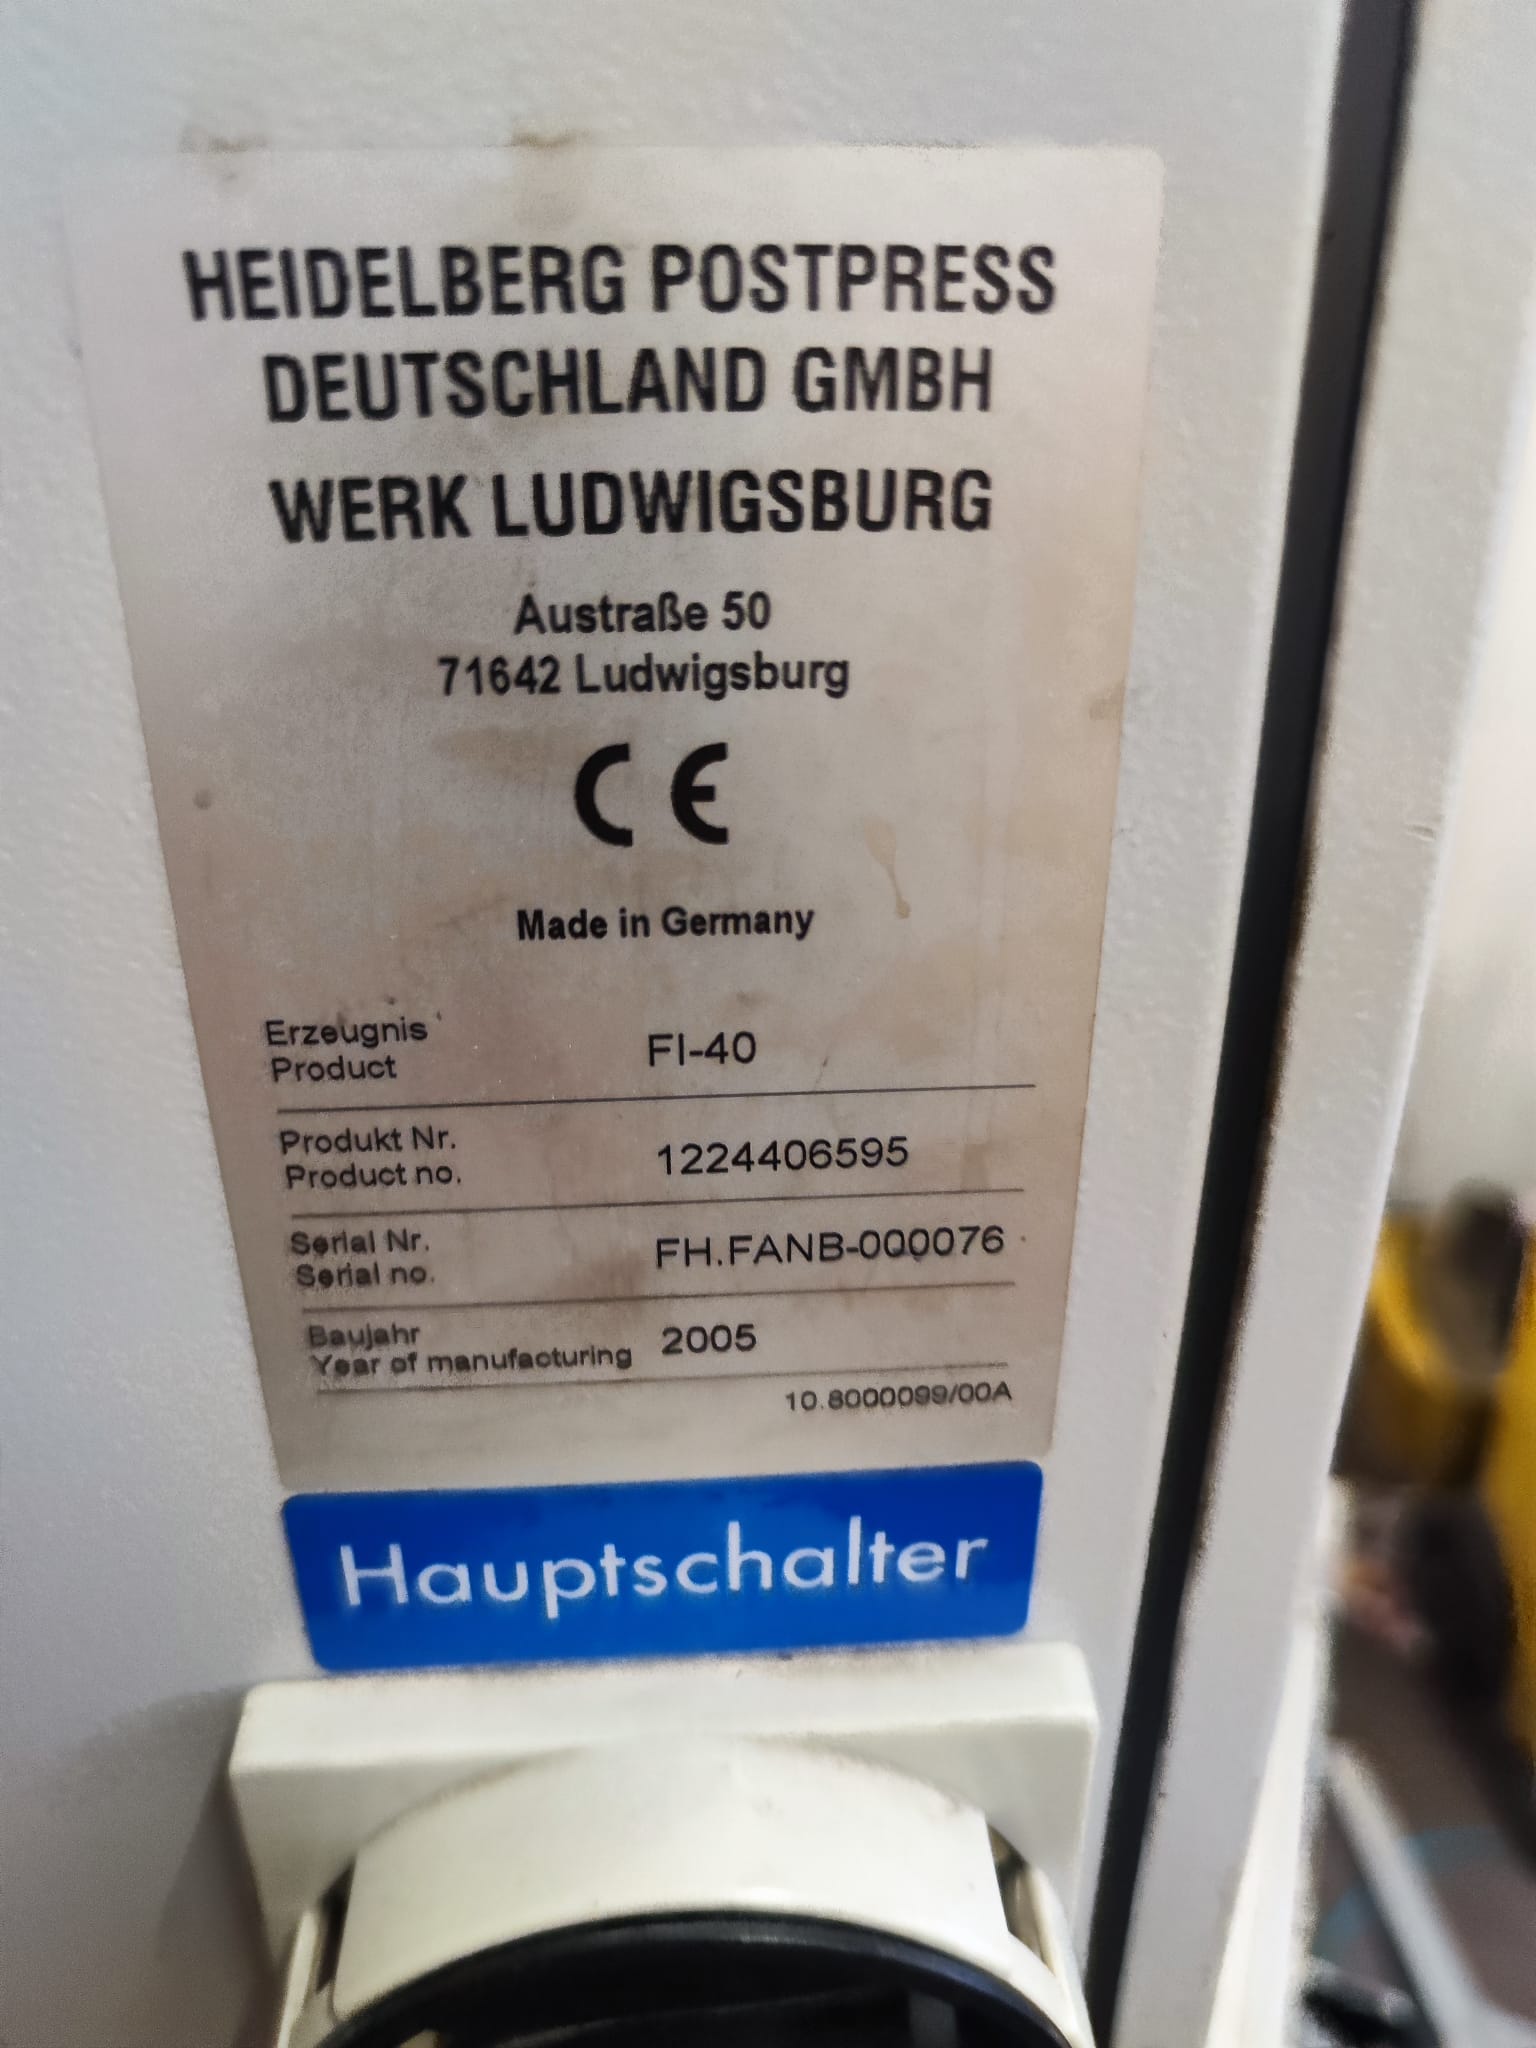 HEIDELBERG POSTPRESS
DEUTSCHLAND GMBH
WERK LUDWIGSBURG
Austraße 50
71642 Ludwigsburg
CE
Made in Germany
Erzeugnis
Product FI-40
Produkt Nr.
Product no. 1224406595
Serial Nr.
Serial no. FH.FANB-000076
Baujahr
Year of manufacturing 2005
10.8000099/00A
Hauptschalter